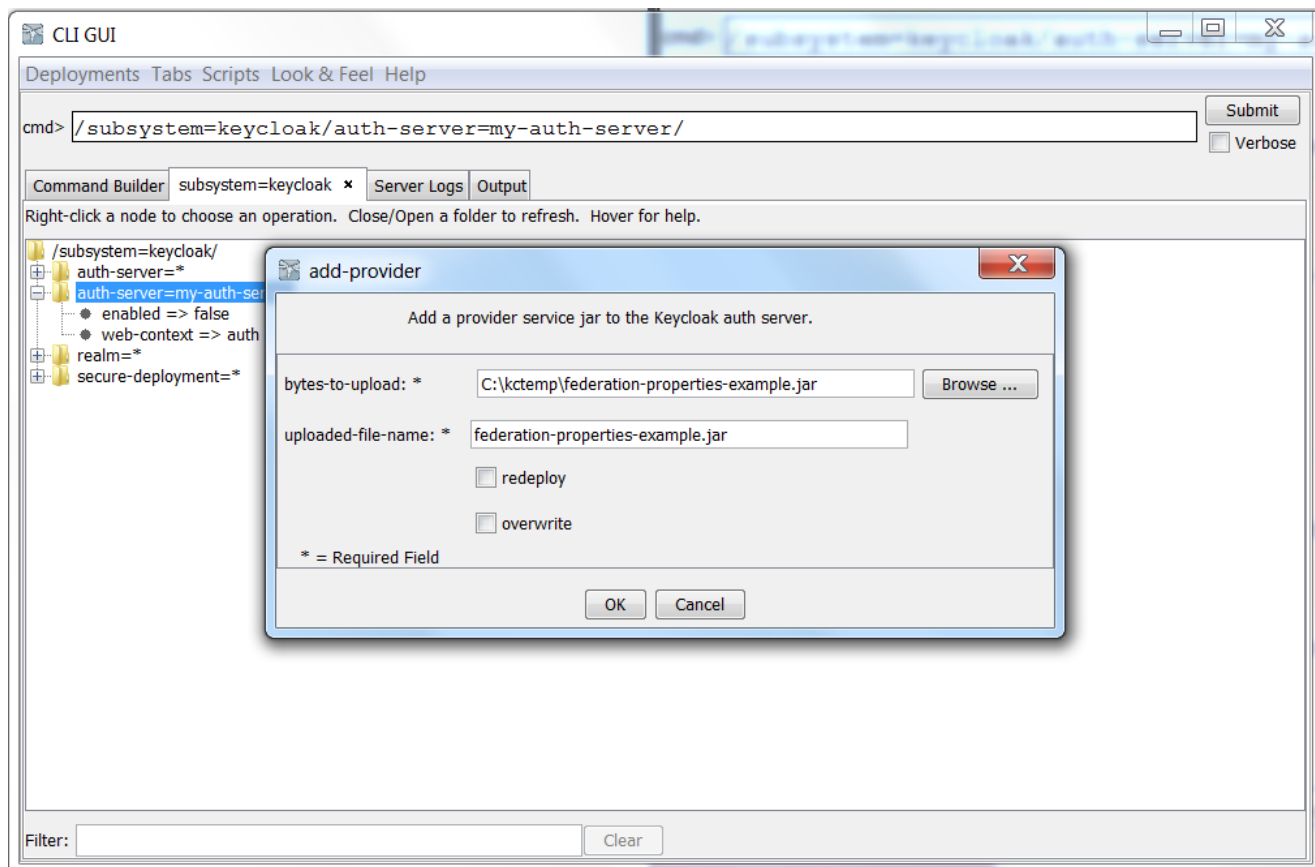 CLI GUI
Deployments Tabs Scripts Look & Feel Help
cmd> /subsystem=keycloak/auth-server=my-auth-server/
Submit
Verbose
Command Builder subsystem=keycloak × Server Logs Output
Right-click a node to choose an operation. Close/Open a folder to refresh. Hover for help.
/subsystem=keycloak/
auth-server=*
auth-server=my-auth-ser
enabled => false
web-context => auth
realm=*
secure-deployment=*
add-provider
Add a provider service jar to the Keycloak auth server.
bytes-to-upload: * C:\kctemp\federation-properties-example.jar Browse ...
uploaded-file-name: * federation-properties-example.jar
redeploy
overwrite
* = Required Field
OK Cancel
Filter: Clear